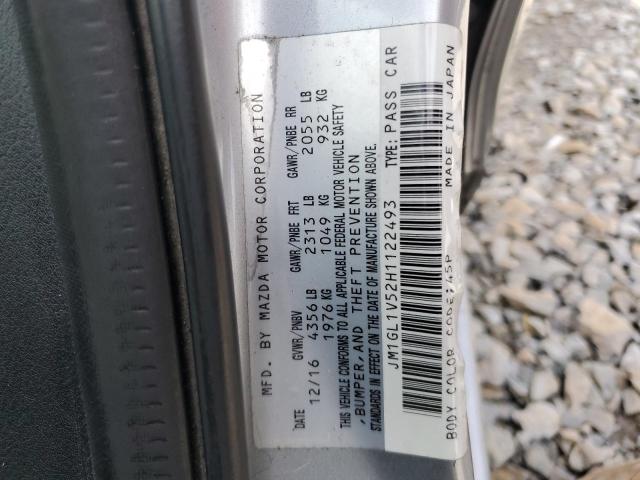 MFD. BY MAZDA MOTOR CORPORATION
DATE GVWR/PNBV GAWR/PNBE FRT GAWR/PNBE RR
12/16 4356 LB 2313 LB 2055 LB
1976 KG 1049 KG 932 KG
THIS VEHICLE CONFORMS TO ALL APPLICABLE FEDERAL MOTOR VEHICLE SAFETY
,BUMPER, AND THEFT PREVENTION
STANDARDS IN EFFECT ON THE DATE OF MANUFACTURE SHOWN ABOVE.
JM1GL1V52H1122493 TYPE: PASS CAR
BODY COLOR CODE: 45P MADE IN JAPAN